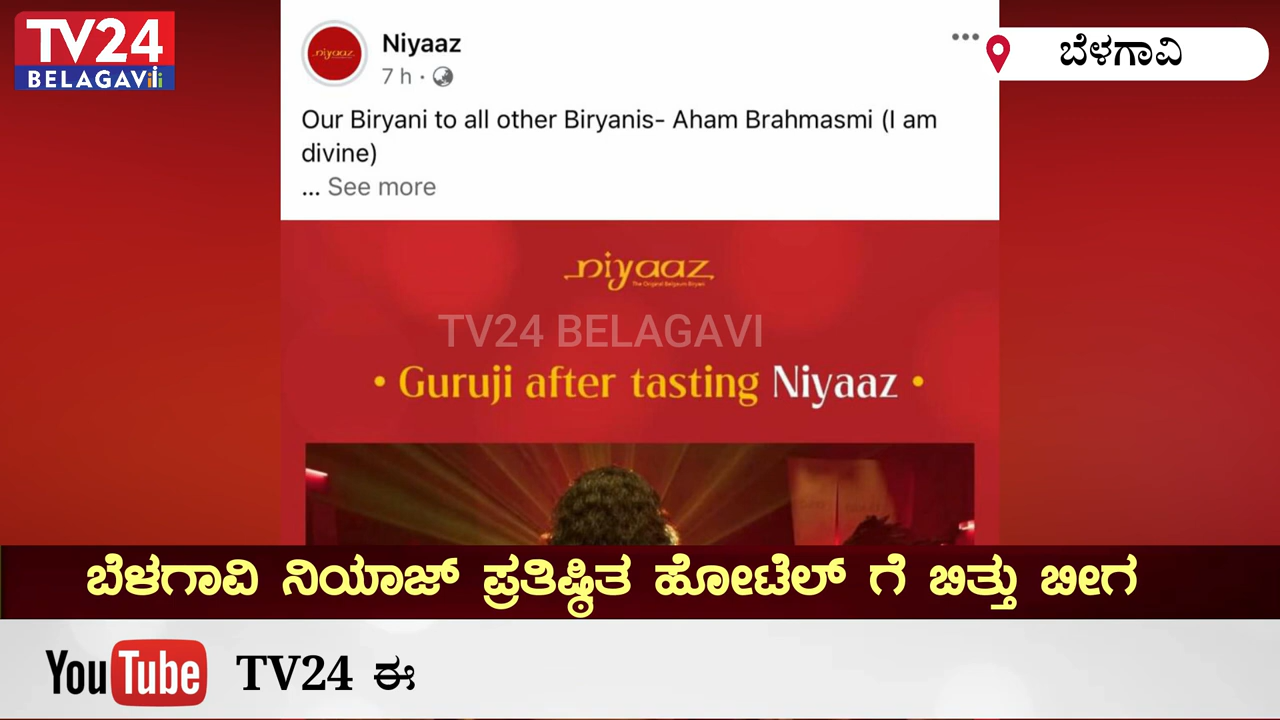 TV24
BELAGAVI
Niyaaz
7 h ·
ಬೆಳಗಾವಿ
Our Biryani to all other Biryanis- Aham Brahmasmi (I am
divine)
... See more
niyaaz
niyaaz
The Original Belgaum Biryani
TV24 BELAGAVI
• Guruji after tasting Niyaaz •
ಬೆಳಗಾವಿ ನಿಯಾಜ್ ಪ್ರತಿಷ್ಠಿತ ಹೋಟೆಲ್ ಗೆ ಬಿತ್ತು ಬೀಗ
YouTube TV24 ಈ